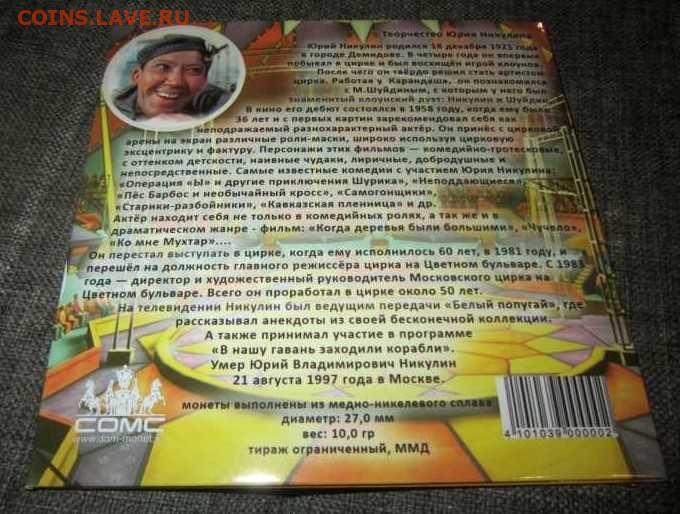 COINS.LAVE.RU
Творчество Юрия Никулина
Юрий Никулин родился 18 декабря 1921 года
в городе Демидове. В четыре года он впервые
побывал в цирке и был восхищён игрой клоунов.
После чего он твёрдо решил стать артистом
цирка. Работая у Карандаша, он познакомился
с М.Шуйдиным, с которым у него был
знаменитый клоунский дуэт: Никулин и Шуйдин
В кино его дебют состоялся в 1958 году, когда ему было
36 лет и с первых картин зарекомендовал себя как
неподражаемый разнохарактерный актёр. Он принёс с цирковой
арены на экран различные роли-маски, широко используя цирковую
эксцентрику и фактуру. Персонажи этих фильмов — комедийно-гротесковые,
с оттенком детскости, наивные чудаки, лиричные, добродушные и
непосредственные. Самые известные комедии с участием Юрия Никулина:
«Операция «Ы» и другие приключения Шурика», «Неподдающиеся»,
«Пёс Барбос и необычайный кросс», «Самогонщики»,
«Старики-разбойники», «Кавказская пленница» и др.
Актёр находит себя не только в комедийных ролях, а так же и в
драматическом жанре - фильм: «Когда деревья были большими», «Чучело»,
«Ко мне Мухтар»....
Он перестал выступать в цирке, когда ему исполнилось 60 лет, в 1981 году, и
перешёл на должность главного режиссёра цирка на Цветном бульваре. С 1983
года — директор и художественный руководитель Московского цирка на
Цветном бульваре. Всего он проработал в цирке около 50 лет.
На телевидении Никулин был ведущим передачи «Белый попугай», где
рассказывал анекдоты из своей бесконечной коллекции.
А также принимал участие в программе
«В нашу гавань заходили корабли».
Умер Юрий Владимирович Никулин
21 августа 1997 года в Москве.
монеты выполнены из медно-никелевого сплава
диаметр: 27,0 мм
вес: 10,0 гр
тираж ограниченный, ММД
СОМС
4 101039 000002